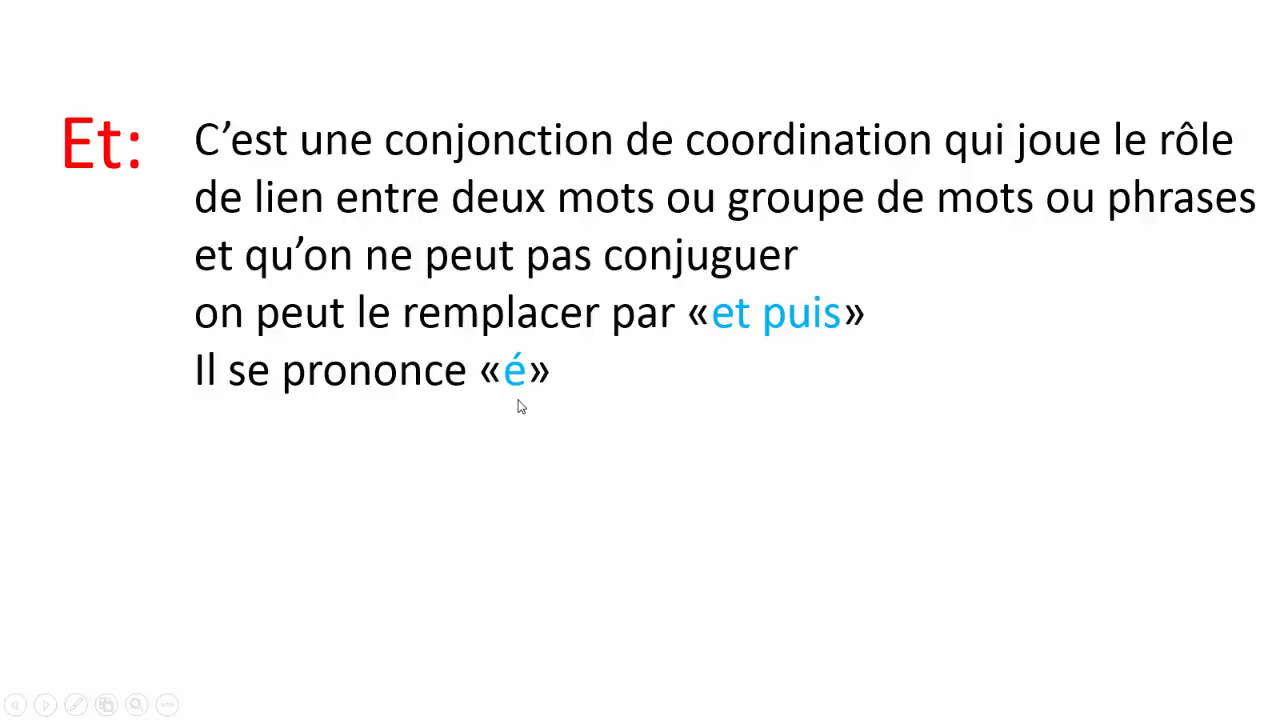 Et: C’est une conjonction de coordination qui joue le rôle
de lien entre deux mots ou groupe de mots ou phrases
et qu’on ne peut pas conjuguer
on peut le remplacer par «et puis»
Il se prononce «é»